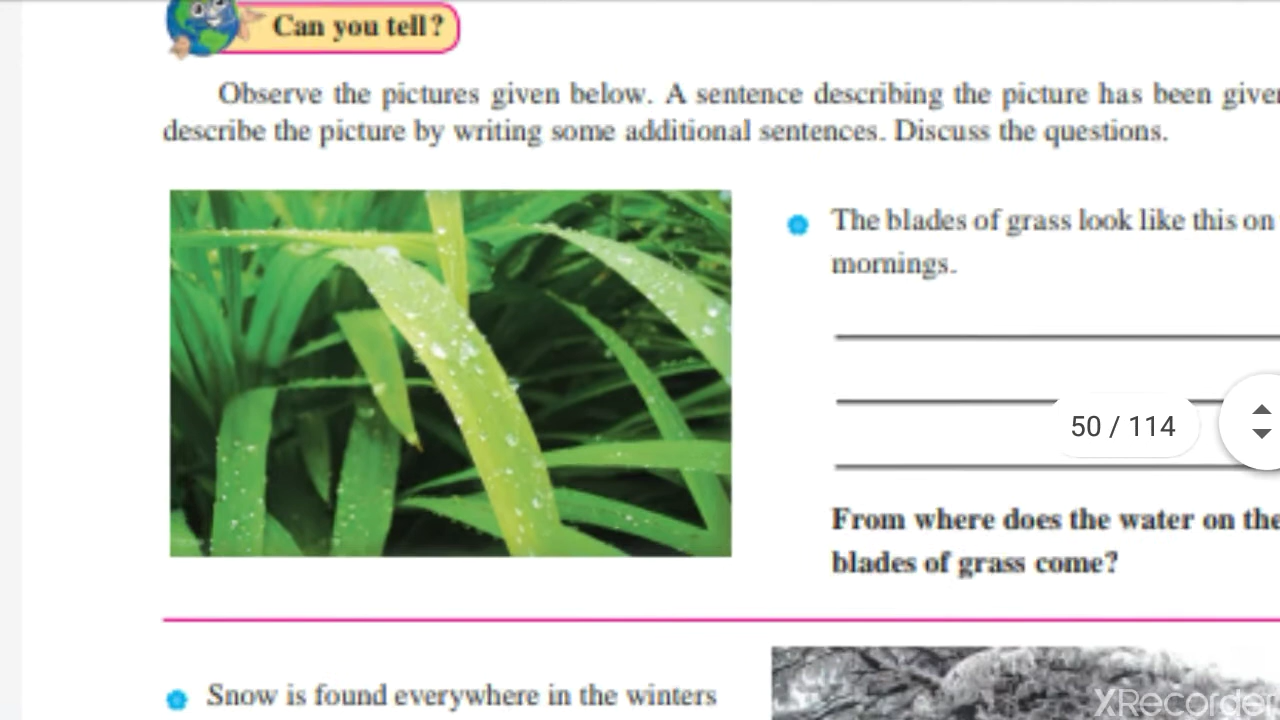 Can you tell?
Observe the pictures given below. A sentence describing the picture has been given
describe the picture by writing some additional sentences. Discuss the questions.
The blades of grass look like this on
mornings.
50 / 114
From where does the water on the
blades of grass come?
Snow is found everywhere in the winters
XRecorder